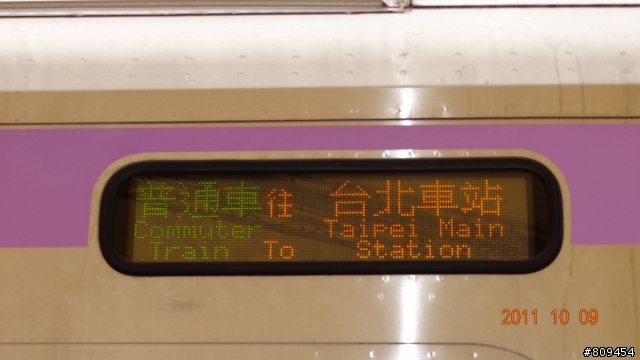 普通車往 台北車站
Commuter Taipei Main
Train To Station
2011 10 09
#809454